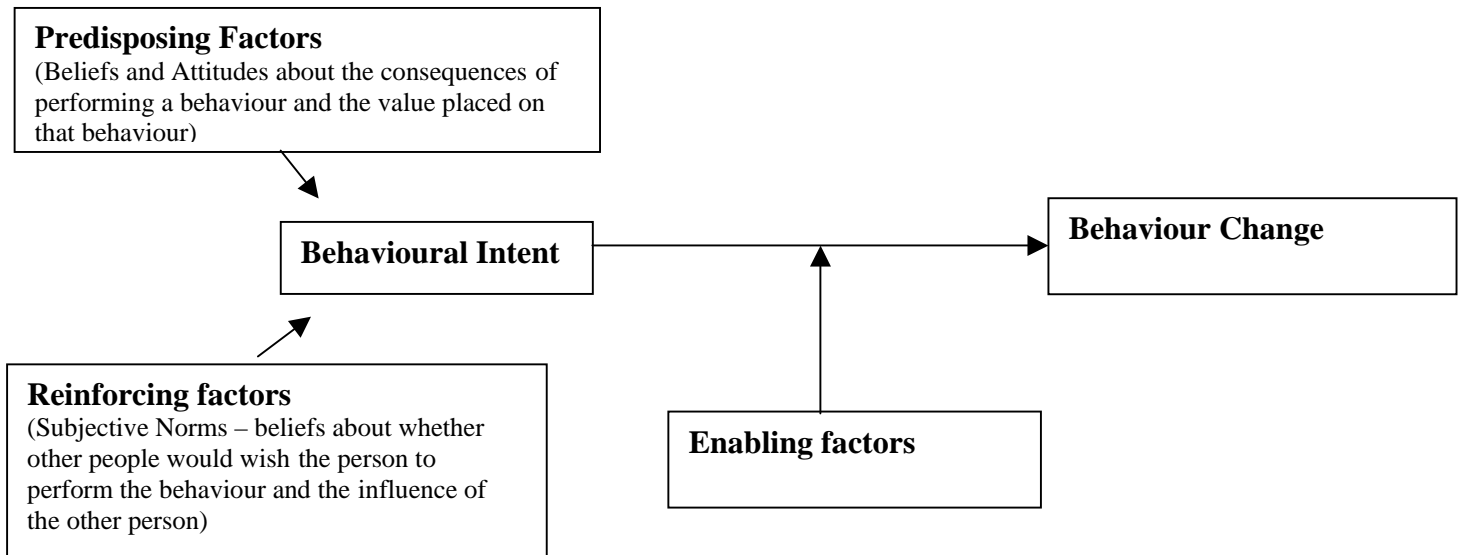 Predisposing Factors
(Beliefs and Attitudes about the consequences of
performing a behaviour and the value placed on
that behaviour)
Behavioural Intent
Behaviour Change
Reinforcing factors
(Subjective Norms – beliefs about whether
other people would wish the person to
perform the behaviour and the influence of
the other person)
Enabling factors